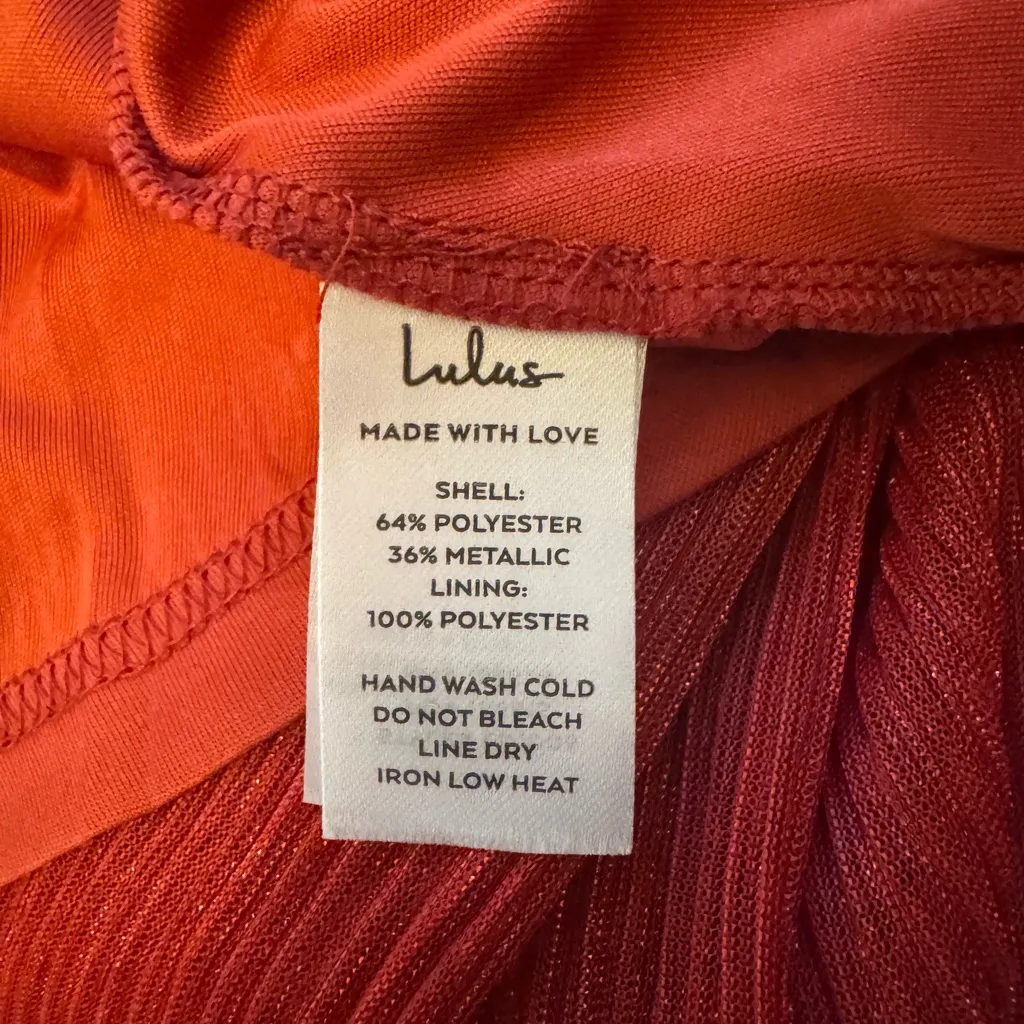 Lulus
MADE WITH LOVE
SHELL:
64% POLYESTER
36% METALLIC
LINING:
100% POLYESTER
HAND WASH COLD
DO NOT BLEACH
LINE DRY
IRON LOW HEAT